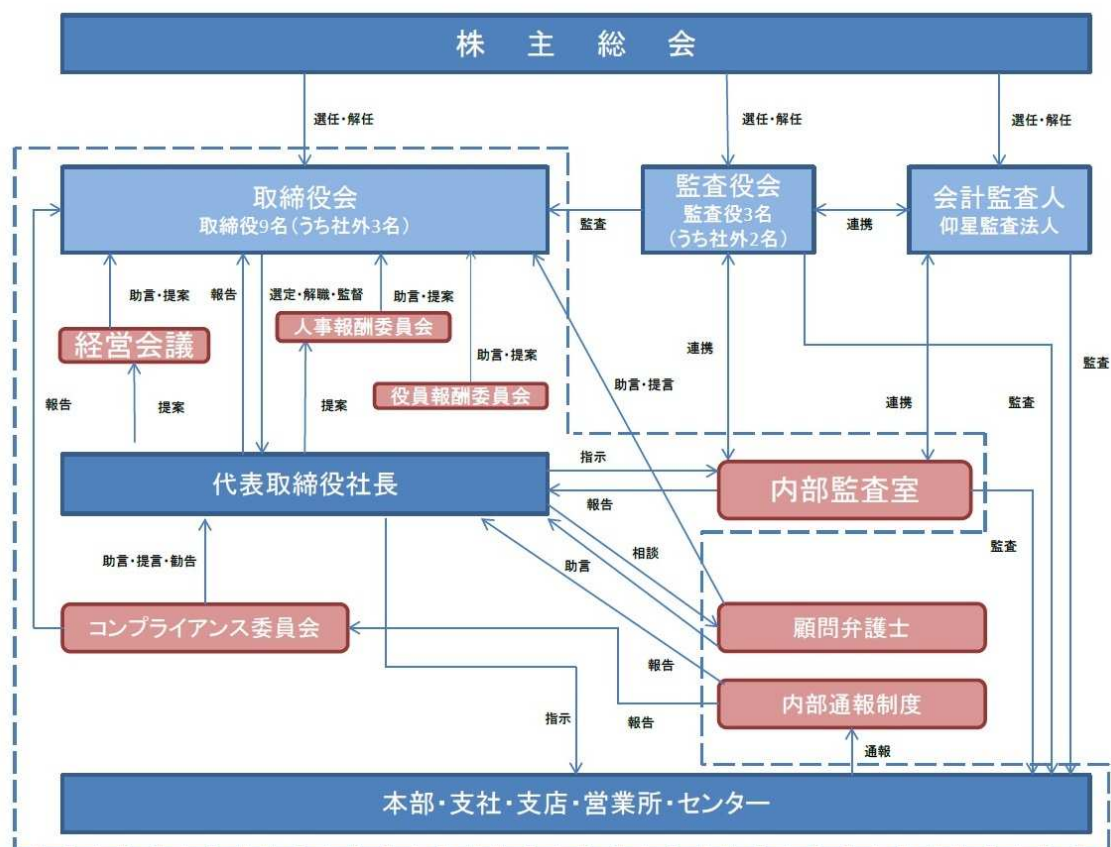 株主総会
選任・解任
選任・解任
選任・解任
取締役会
取締役9名(うち社外3名)
監査
監査役会
監査役3名
(うち社外2名)
連携
会計監査人
仰星監査法人
助言・提案
報告
選定・解職・監督
助言・提案
経営会議
人事報酬委員会
助言・提案
役員報酬委員会
連携
助言・提言
連携
監査
監査
報告
提案
提案
代表取締役社長
指示
報告
内部監査室
監査
助言・提言・勧告
助言
相談
コンプライアンス委員会
顧問弁護士
報告
内部通報制度
指示
報告
通報
本部・支社・支店・営業所・センター